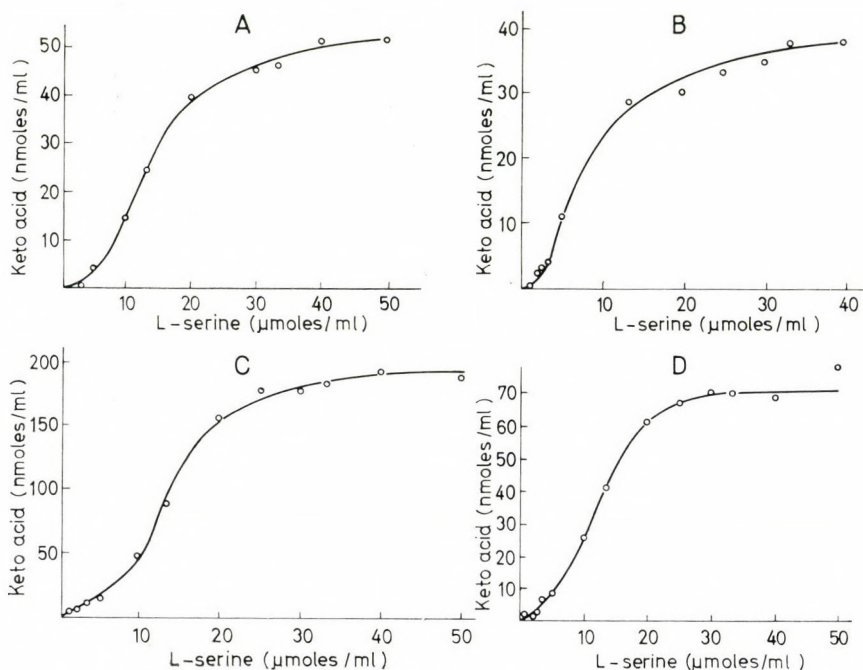 A
Keto acid (nmoles/ml)
50
40
30
20
10
10 20 30 40 50
L-serine (μmoles/ml)
B
Keto acid (nmoles/ml)
40
30
20
10
10 20 30 40
L-serine (μmoles/ml)
C
Keto acid (nmoles/ml)
200
150
100
50
10 20 30 40 50
L-serine (μmoles/ml)
D
Keto acid (nmoles/ml)
70
60
50
40
30
20
10
10 20 30 40 50
L-serine (μmoles/ml)